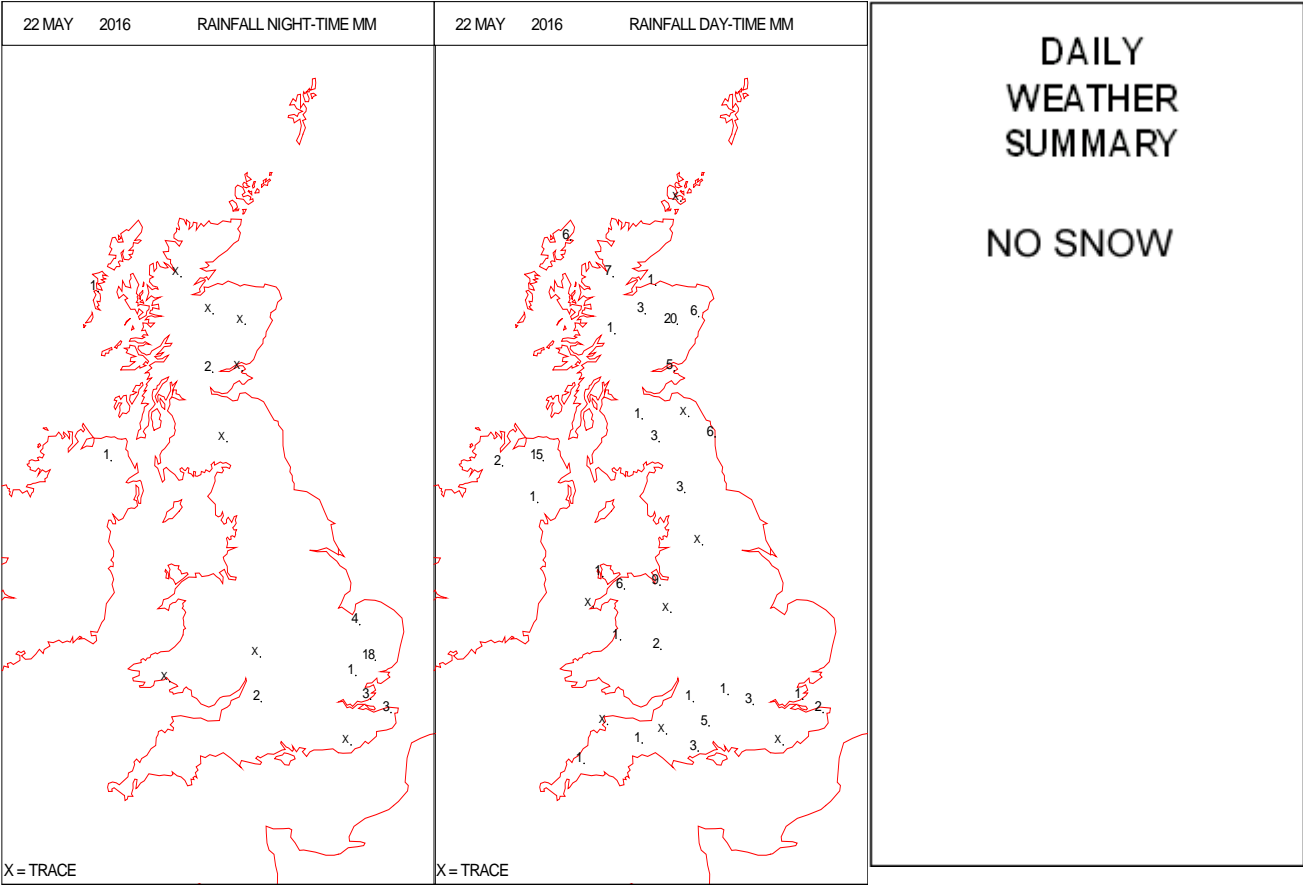 22 MAY 2016 RAINFALL NIGHT-TIME MM
X.
1
X.
X.
2.
X.
X.
1.
4.
X.
18.
1.
X.
3.
2.
3.
X.
X = TRACE
22 MAY 2016 RAINFALL DAY-TIME MM
X.
6.
7.
1.
3.
6.
20.
1.
5.
1.
X.
6.
3.
15.
2.
3.
1.
X.
1.
9.
6.
X.
X.
1.
2.
1.
1.
1.
3.
2.
X.
5.
X.
1.
3.
X.
1.
X = TRACE
DAILY
WEATHER
SUMMARY
NO SNOW